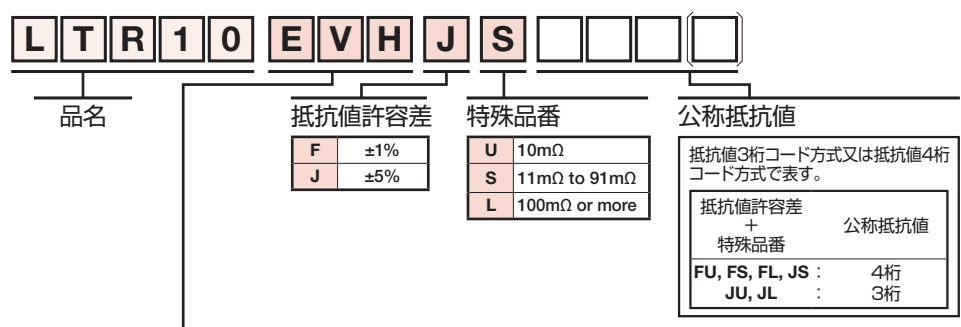 LTR10 EVH J S
品名
抵抗値許容差
F ±1%
J ±5%
特殊品番
U 10mΩ
S 11mΩ to 91mΩ
L 100mΩ or more
公称抵抗値
抵抗値3桁コード方式又は抵抗値4桁
コード方式で表す。
抵抗値許容差
+
特殊品番
公称抵抗値
FU, FS, FL, JS : 4桁
JU, JL : 3桁